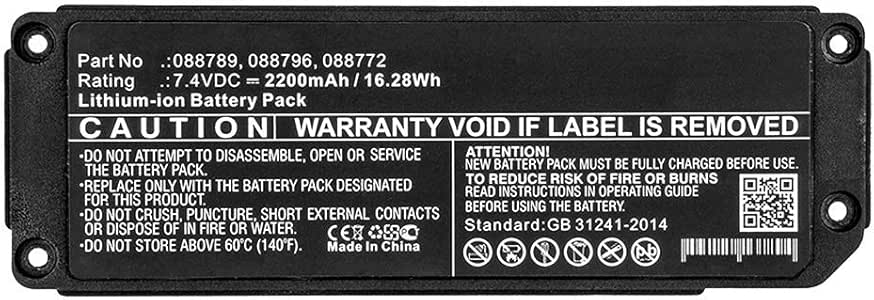 Part No .:088789, 088796, 088772
Rating .:7.4VDC ⎓ 2200mAh / 16.28Wh
Lithium-ion Battery Pack
CAUTION
WARRANTY VOID IF LABEL IS REMOVED
•DO NOT ATTEMPT TO DISASSEMBLE, OPEN OR SERVICE
THE BATTERY PACK.
•REPLACE ONLY WITH THE BATTERY PACK DESIGNATED
FOR THIS PRODUCT.
•DO NOT CRUSH, PUNCTURE, SHORT EXTERNAL CONTACTS
OR DISPOSE OF IN FIRE OR WATER.
•DO NOT STORE ABOVE 60°C (140°F).
CE
Made In China
ATTENTION!
NEW BATTERY PACK MUST BE FULLY CHARGED BEFORE USE.
TO REDUCE RISK OF FIRE OR BURNS
READ INSTRUCTIONS IN OPERATING GUIDE
BEFORE USING THE BATTERY.
Standard:GB 31241-2014